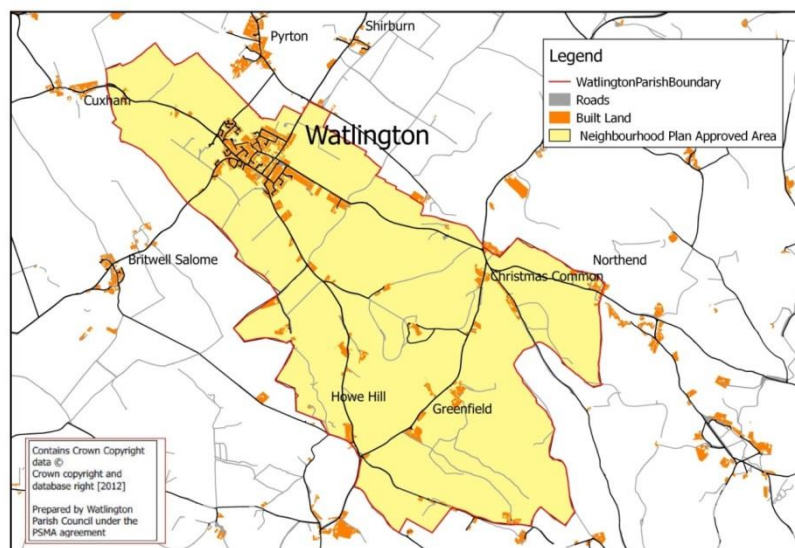 Pyrton
Shirburn
Cuxham
Watlington
Britwell Salome
Christmas Common
Northend
Howe Hill
Greenfield
Legend
WatlingtonParishBoundary
Roads
Built Land
Neighbourhood Plan Approved Area
Contains Crown Copyright
data ©
Crown copyright and
database right [2012]
Prepared by Watlington
Parish Council under the
PSMA agreement